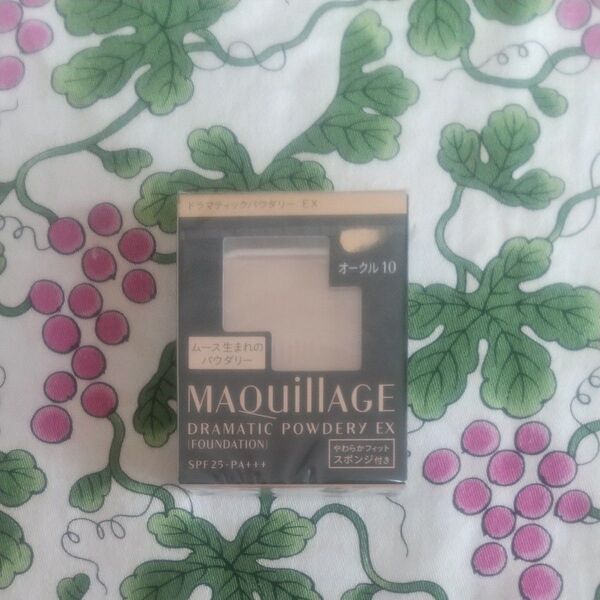 ドラマティックパウダリー EX
オークル 10
ムース生まれの
パウダリー
MAQuillAGE
DRAMATIC POWDERY EX
[FOUNDATION]
SPF25・PA+++
やわらかフィット
スポンジ付き